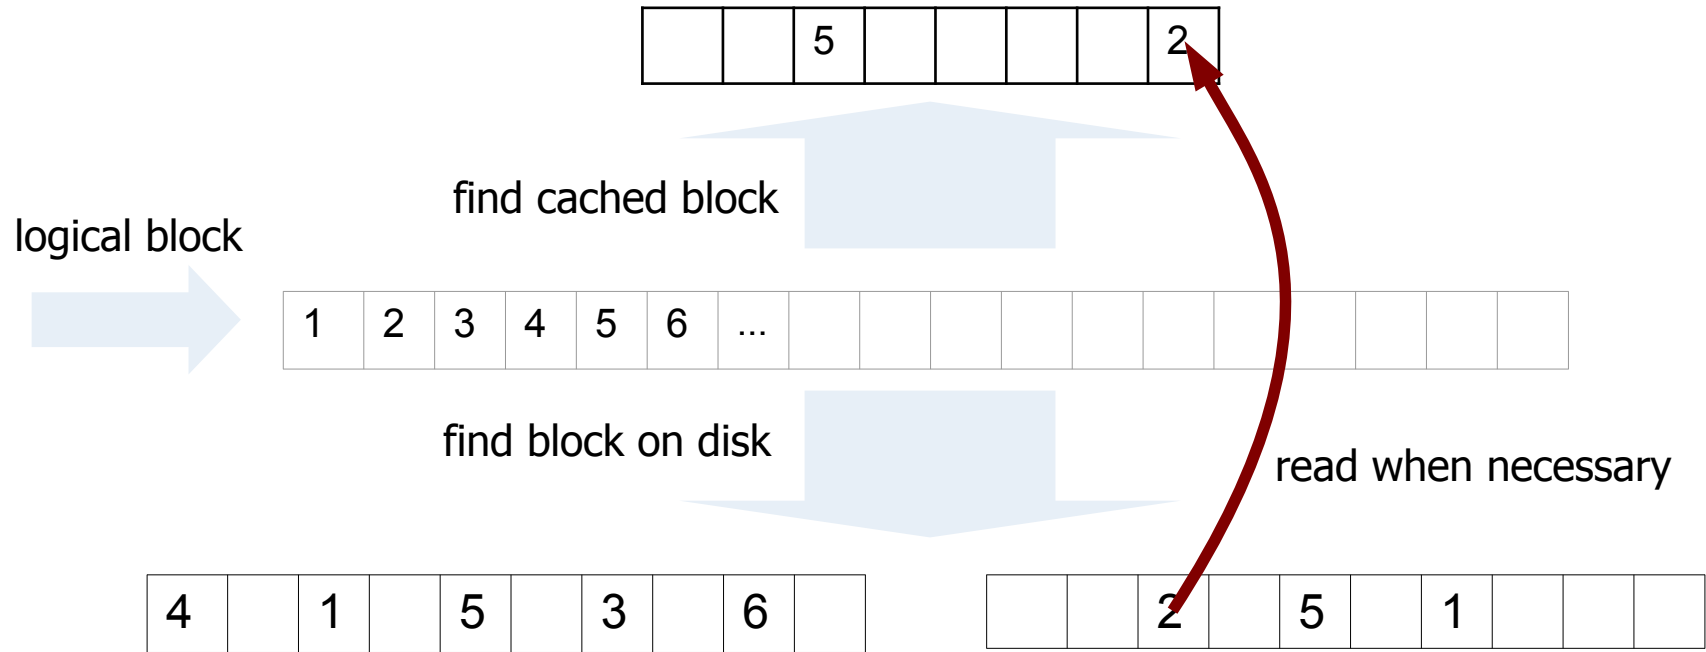 5 2
find cached block
logical block
1 2 3 4 5 6 ...
find block on disk
read when necessary
4 1 5 3 6
2 5 1